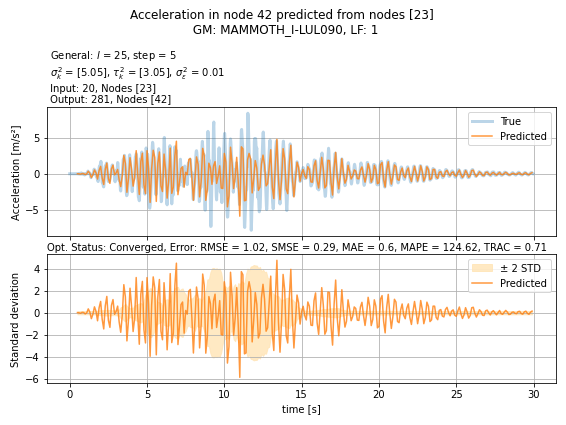 Acceleration in node 42 predicted from nodes [23]
GM: MAMMOTH_I-LUL090, LF: 1
General: l = 25, step = 5
σ²ₖ = [5.05], τ²ₖ = [3.05], σ²ε = 0.01
Input: 20, Nodes [23]
Output: 281, Nodes [42]
Acceleration [m/s²]
5
0
−5
True
Predicted
Opt. Status: Converged, Error: RMSE = 1.02, SMSE = 0.29, MAE = 0.6, MAPE = 124.62, TRAC = 0.71
Standard deviation
4
2
0
−2
−4
−6
± 2 STD
Predicted
0 5 10 15 20 25 30
time [s]